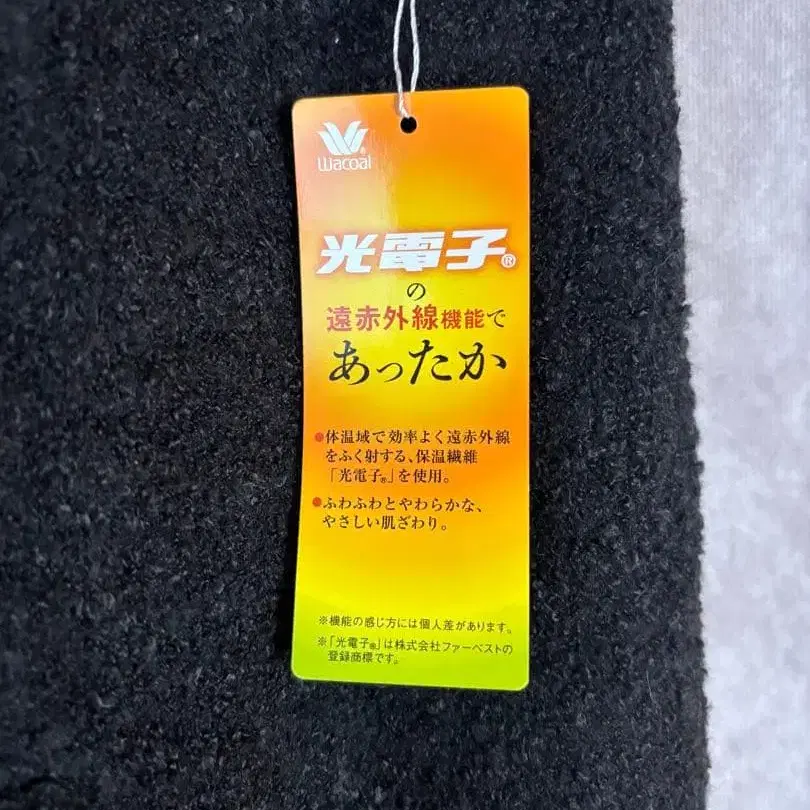 Wacoal®
光電子®
の
遠赤外線機能で
あったか
●体温域で効率よく遠赤外線
をふく射する、保温繊維
「光電子®」を使用。
●ふわふわとやわらかな、
やさしい肌ざわり。
※機能の感じ方には個人差があります。
※「光電子®」は株式会社ファーベストの
登録商標です。